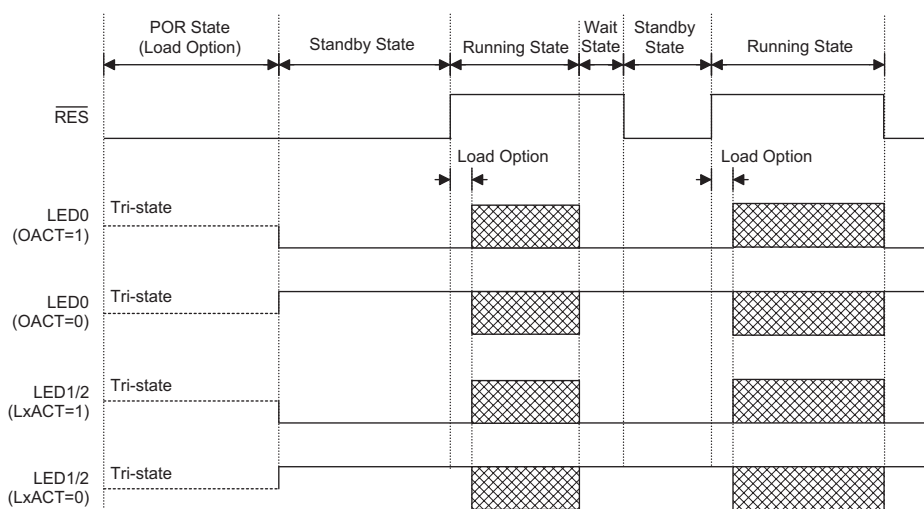 POR State
(Load Option)
Standby State
Running State
Wait
State
Standby
State
Running State
RES
Load Option
Load Option
LED0
(OACT=1)
Tri-state
LED0
(OACT=0)
Tri-state
LED1/2
(LxACT=1)
Tri-state
LED1/2
(LxACT=0)
Tri-state